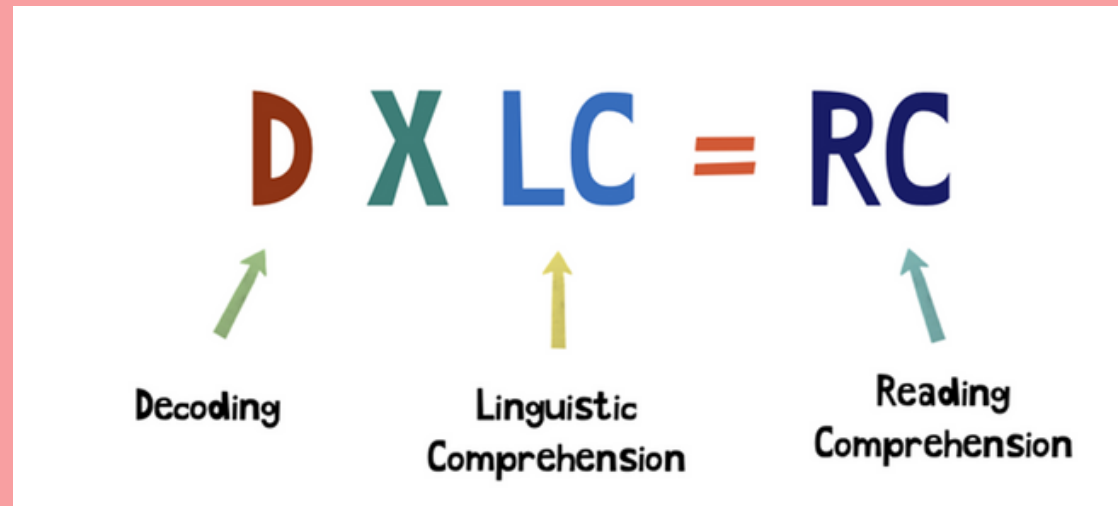 D X LC = RC
Decoding
Linguistic
Comprehension
Reading
Comprehension